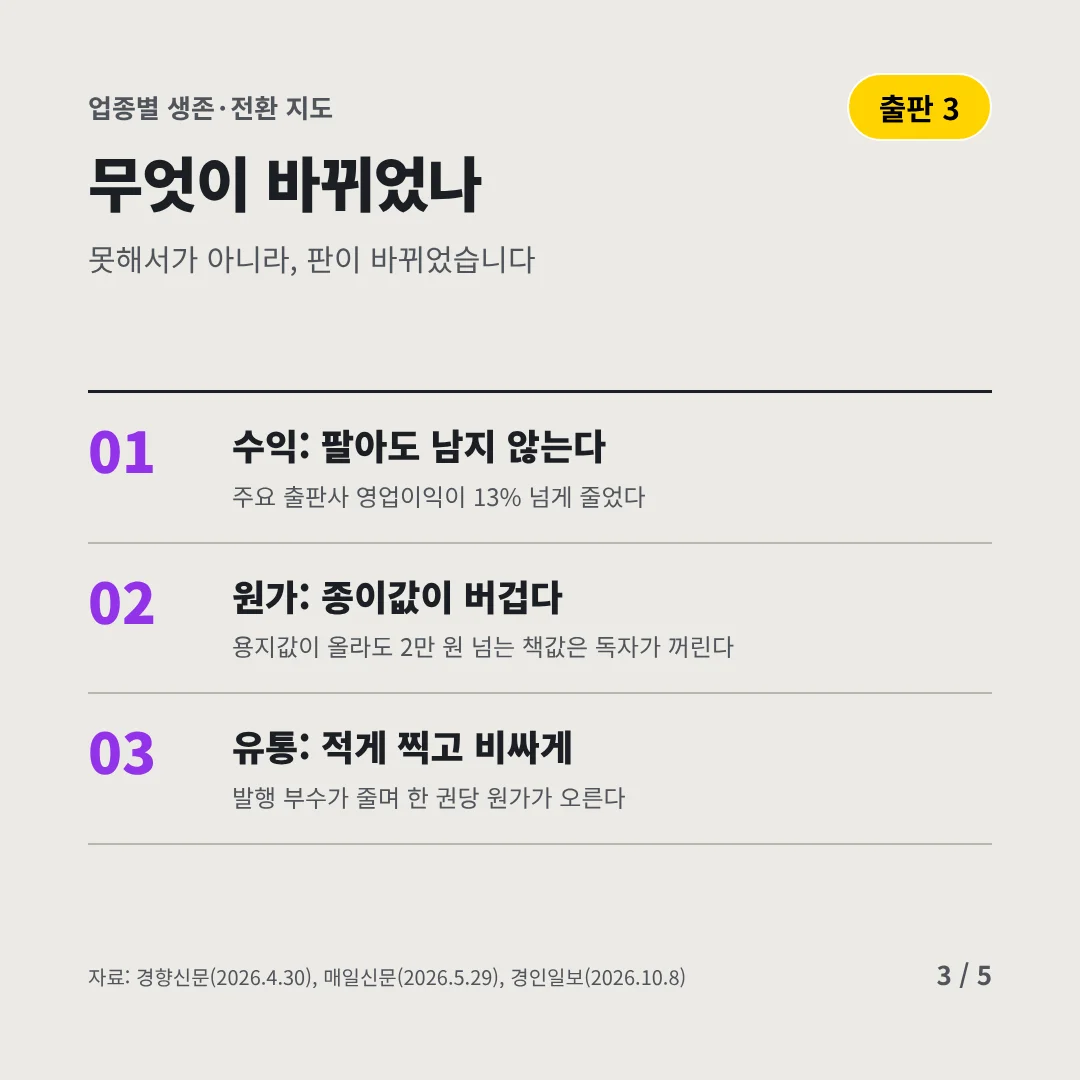 업종별 생존·전환 지도
출판 3
무엇이 바뀌었나
못해서가 아니라, 판이 바뀌었습니다
01
수익: 팔아도 남지 않는다
주요 출판사 영업이익이 13% 넘게 줄었다
02
원가: 종이값이 버겁다
용지값이 올라도 2만 원 넘는 책값은 독자가 꺼린다
03
유통: 적게 찍고 비싸게
발행 부수가 줄며 한 권당 원가가 오른다
자료: 경향신문(2026.4.30), 매일신문(2026.5.29), 경인일보(2026.10.8)
3 / 5